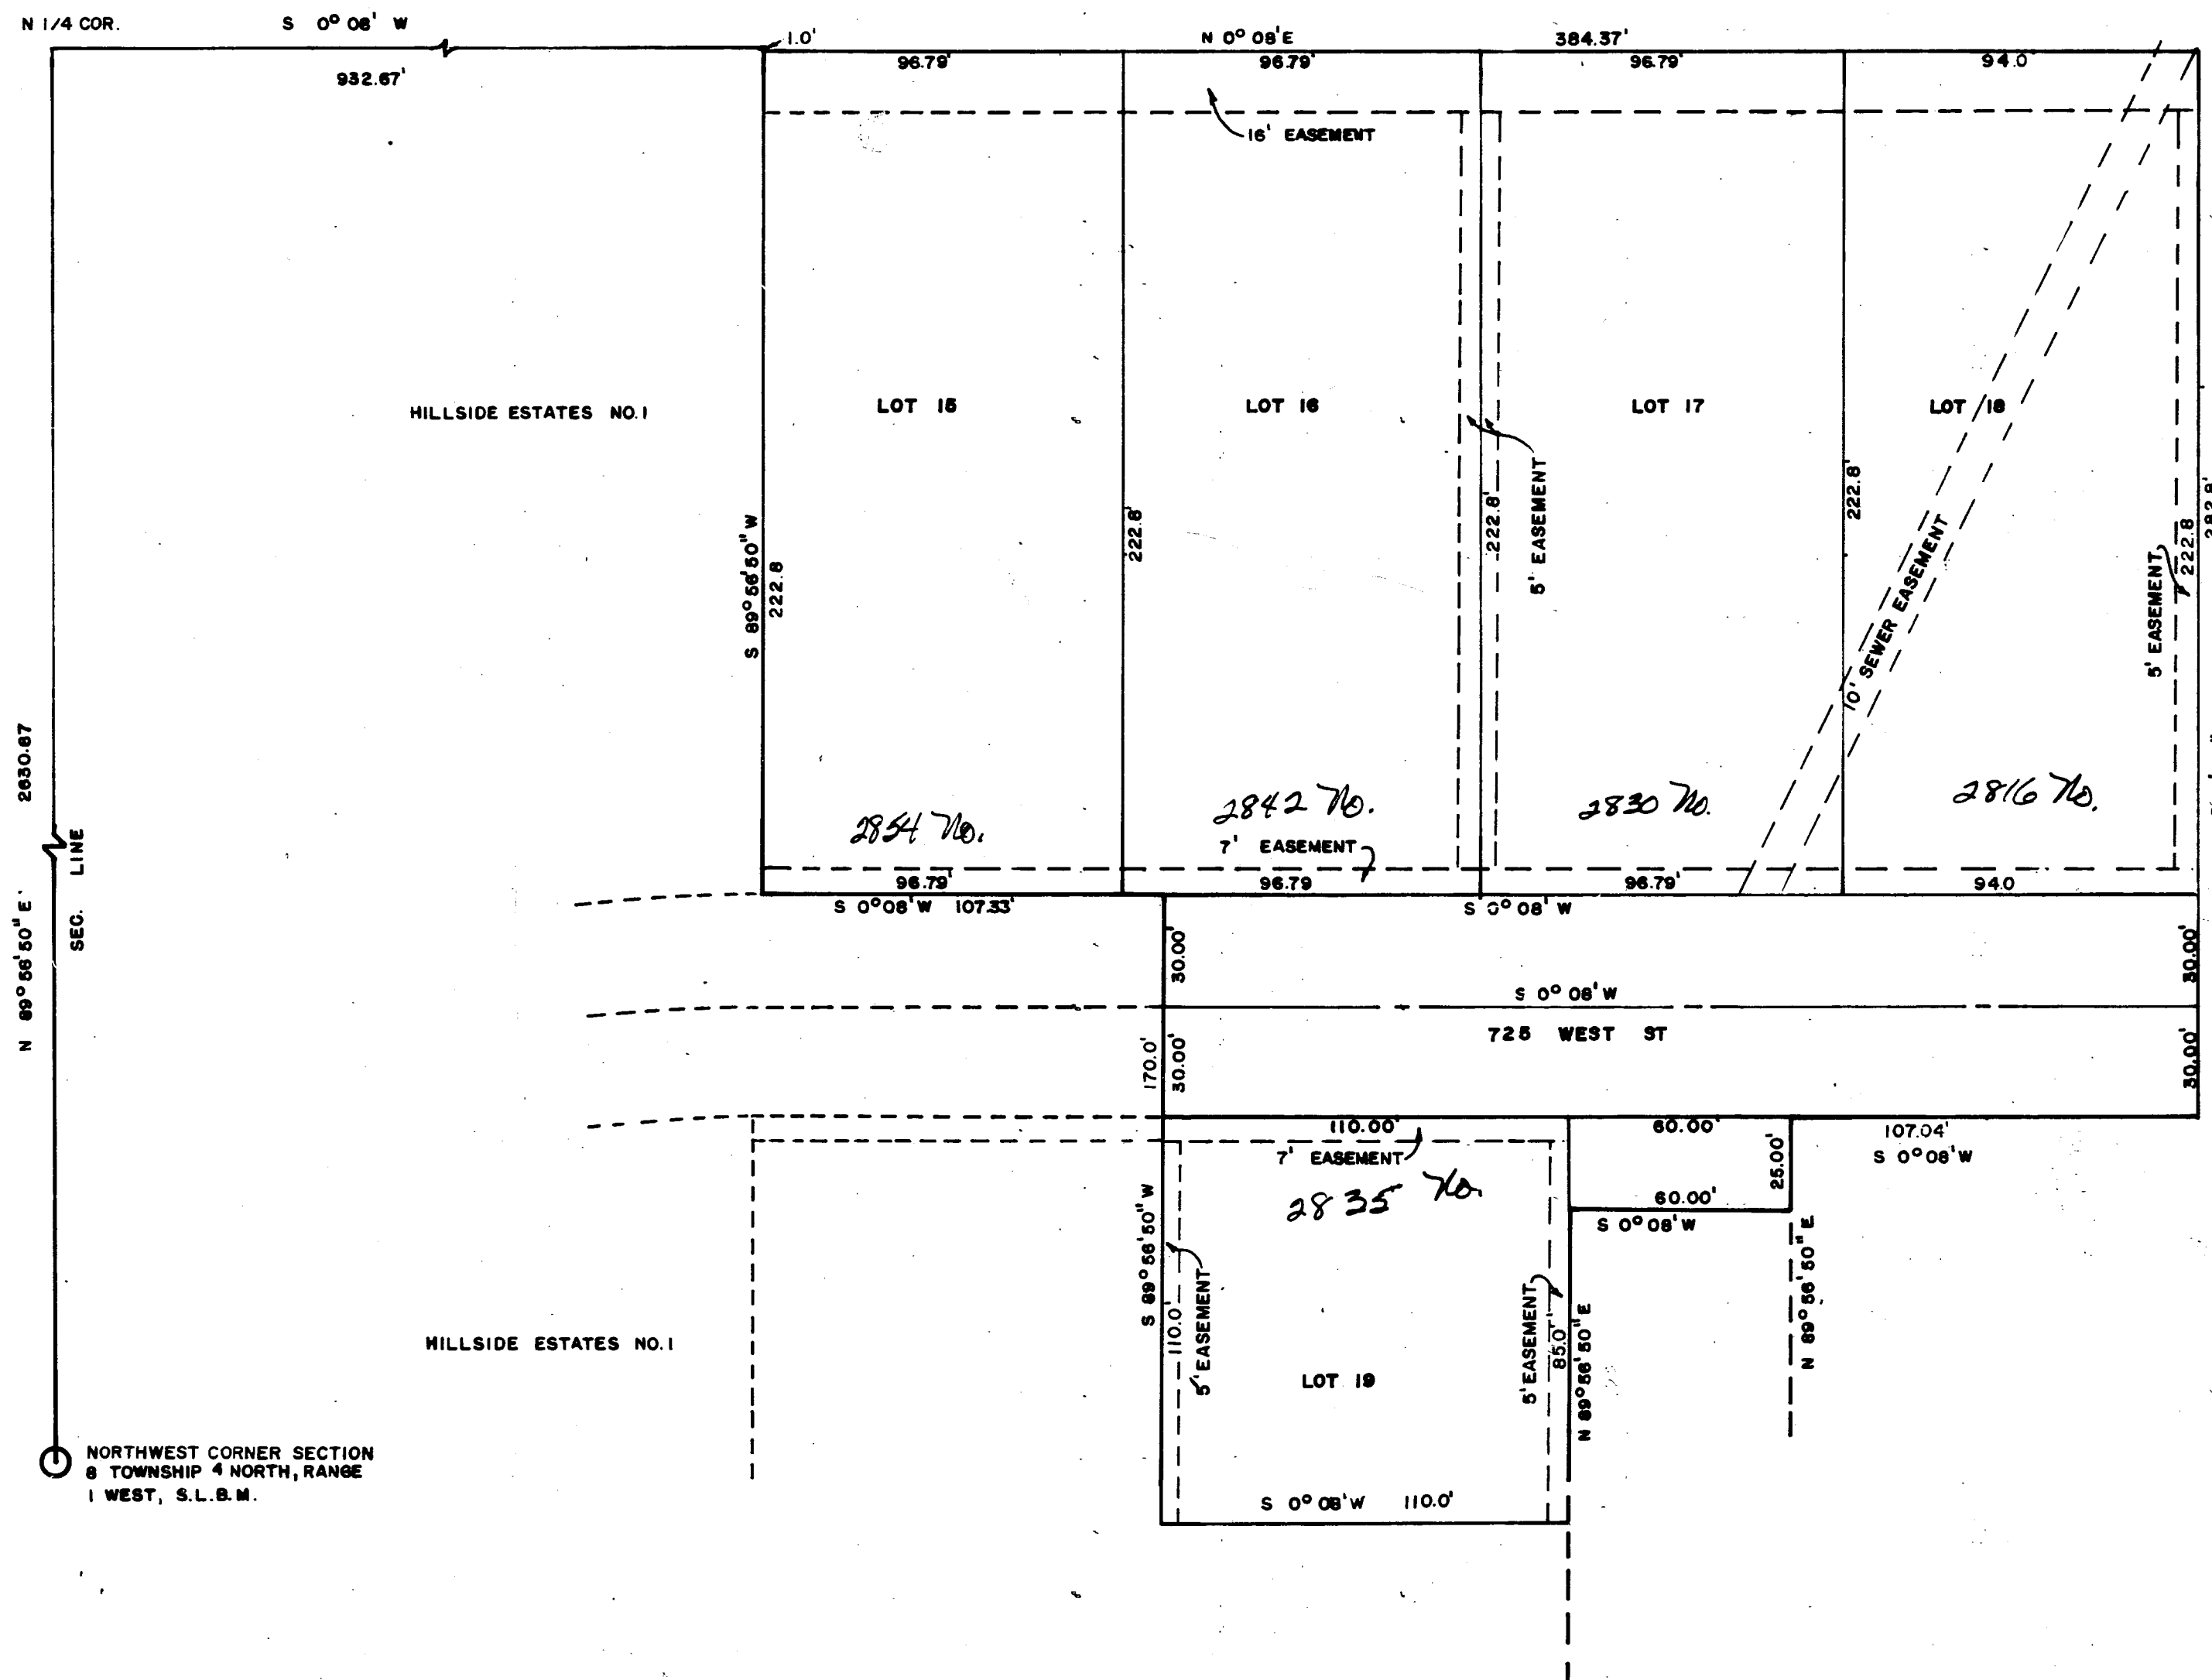 N 1/4 COR.
S 0° 08' W
932.67'
1.0'
N 0° 08' E
384.37'
96.79'
96.79'
96.79'
94.0
16' EASEMENT
HILLSIDE ESTATES NO. 1
LOT 15
LOT 16
LOT 17
LOT 18
S 89° 56' 50" W
222.8
222.8'
222.8'
5' EASEMENT
222.8'
10' SEWER EASEMENT
5' EASEMENT
222.8
282.8'
N 89° 56' 50" E 2630.67
SEC. LINE
2854 No.
2842 No.
2830 No.
2816 No.
7' EASEMENT
96.79'
96.79
96.79'
94.0
S 0° 08' W 107.33'
S 0° 08' W
30.00'
30.00'
S 0° 08' W
725 WEST ST
170.0'
30.00'
30.00'
110.00'
60.00'
107.04'
S 0° 08' W
7' EASEMENT
25.00'
2835 No.
60.00'
S 0° 08' W
S 89° 56' 50" W
110.0'
5' EASEMENT
5' EASEMENT
85.0'
N 89° 56' 50" E
N 89° 56' 50" E
HILLSIDE ESTATES NO. 1
LOT 19
NORTHWEST CORNER SECTION
8 TOWNSHIP 4 NORTH, RANGE
1 WEST, S.L.B.M.
S 0° 08' W 110.0'